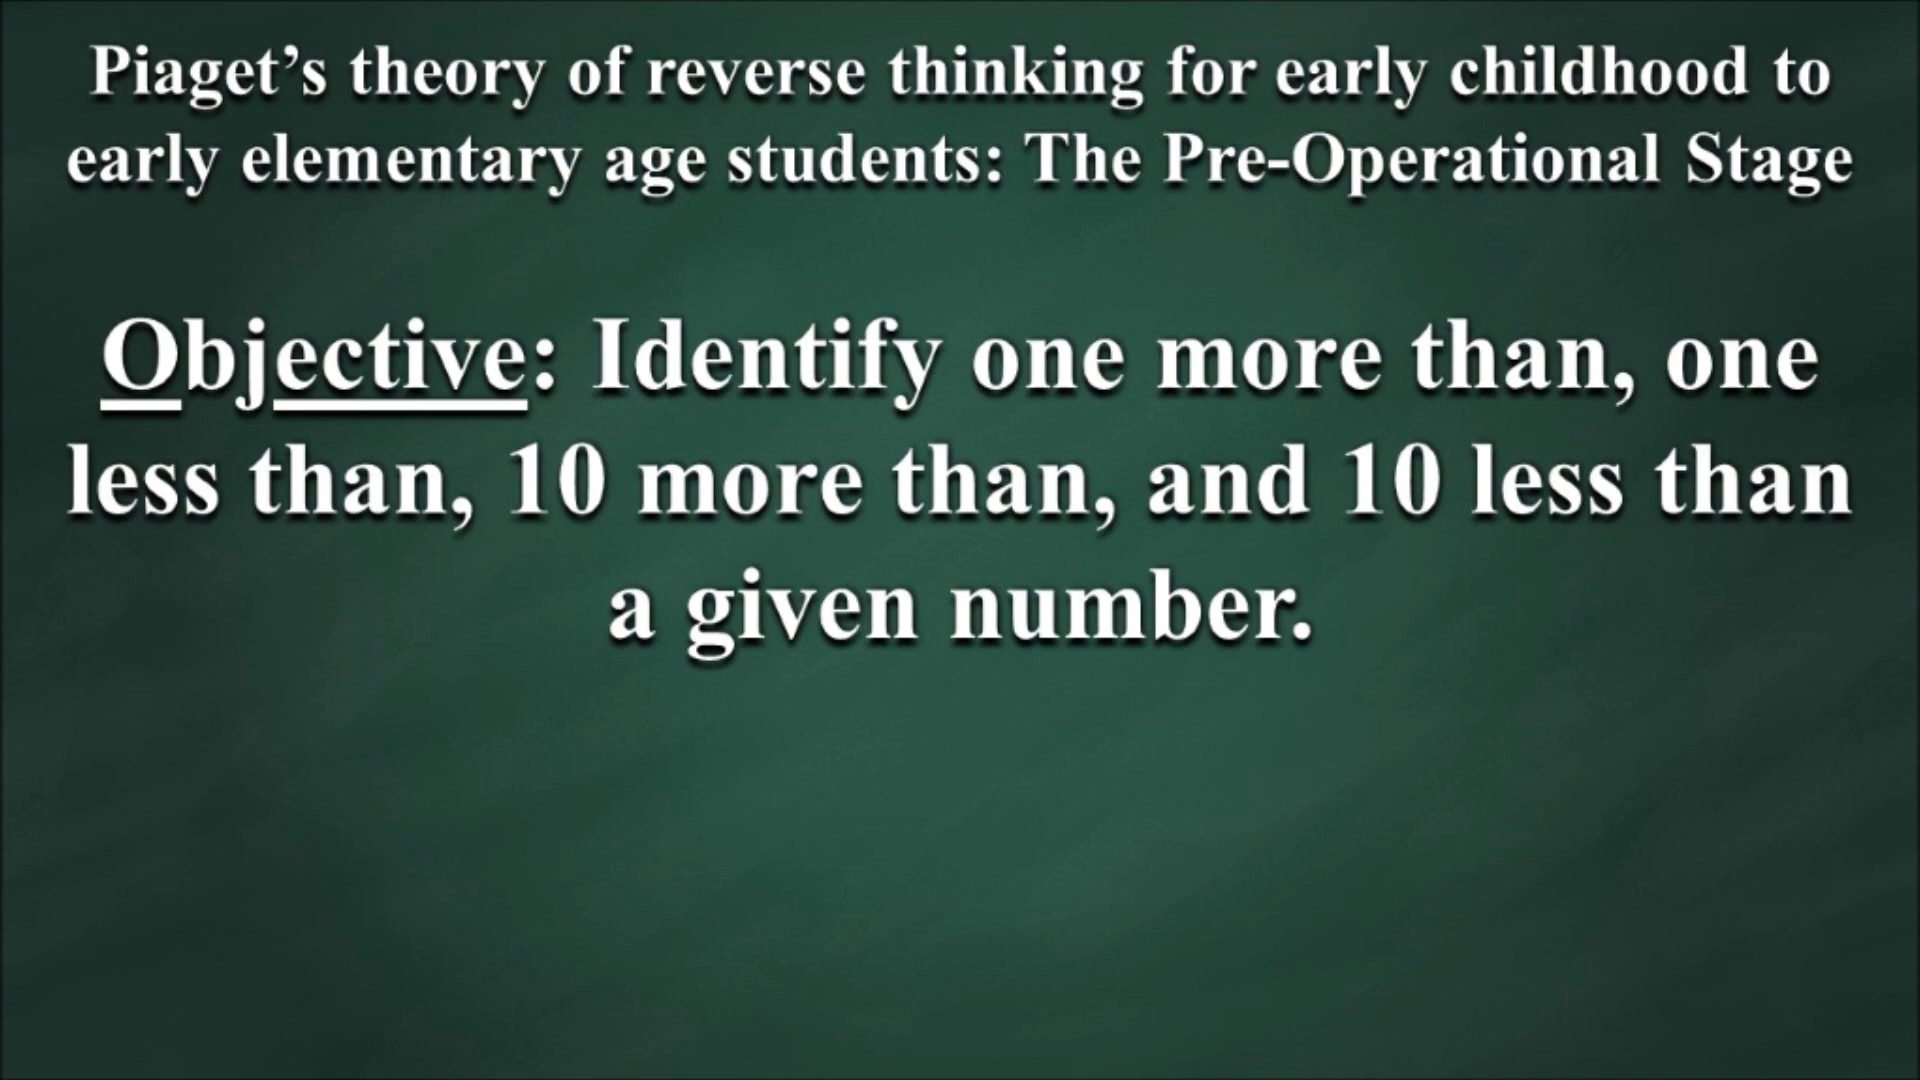 Piaget’s theory of reverse thinking for early childhood to
early elementary age students: The Pre-Operational Stage
Objective: Identify one more than, one
less than, 10 more than, and 10 less than
a given number.